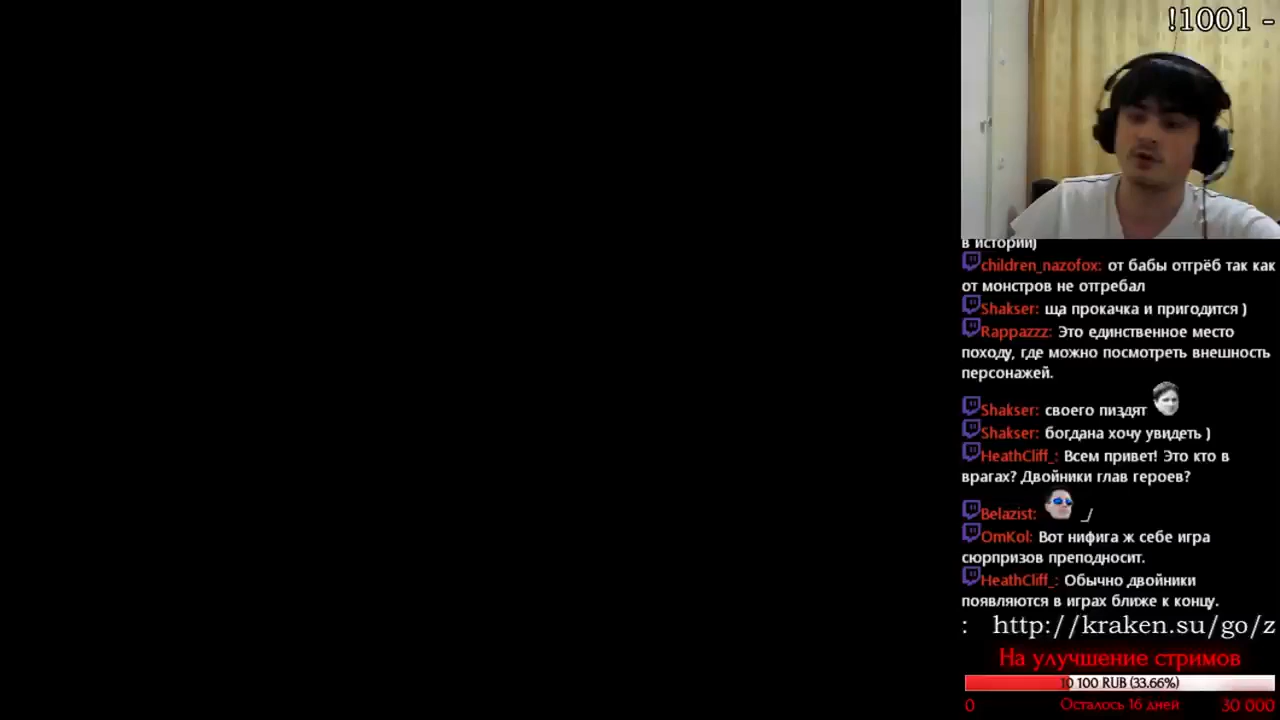 !1001 -
в истории)
children_nazofox: от бабы отгрёб так как
от монстров не отгребал
Shakser: ща прокачка и пригодится )
Rappazzz: Это единственное место
походу, где можно посмотреть внешность
персонажей.
Shakser: своего пиздят
Shakser: богдана хочу увидеть )
HeathCliff_: Всем привет! Это кто в
врагах? Двойники глав героев?
Belazist: _/
OmKol: Вот нифига ж себе игра
сюрпризов преподносит.
HeathCliff_: Обычно двойники
появляются в играх ближе к концу.
: http://kraken.su/go/z
На улучшение стримов
10 100 RUB (33.66%)
0 Осталось 16 дней 30 000